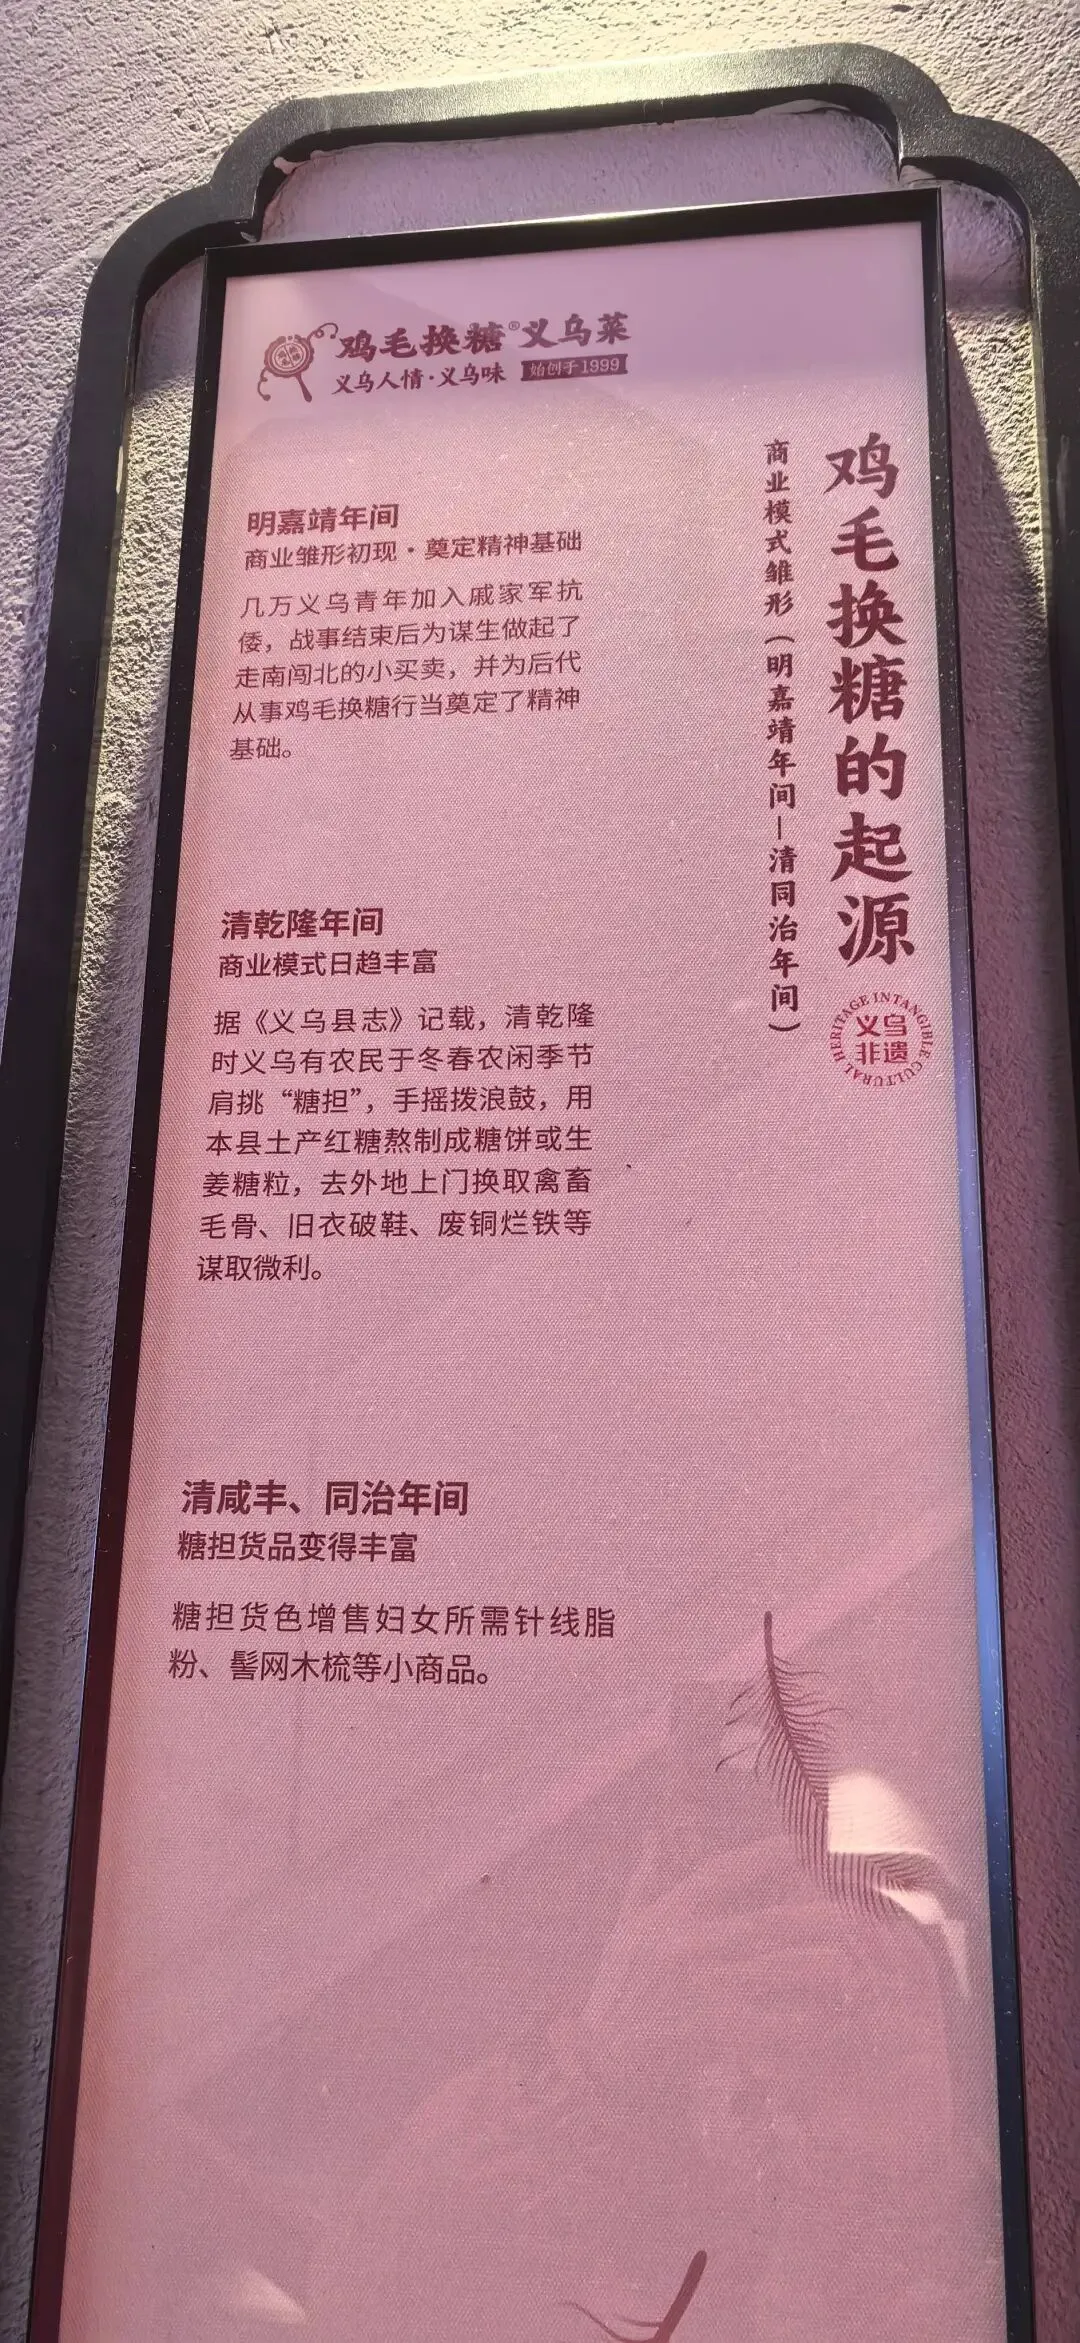 鸡毛换糖®义乌菜
义乌人情·义乌味 始创于1999
鸡毛换糖的起源
商业模式雏形（明嘉靖年间—清同治年间）
义乌
非遗
HERITAGE INTANGIBLE CULTURAL
明嘉靖年间
商业雏形初现·奠定精神基础
几万义乌青年加入戚家军抗
倭，战事结束后为谋生做起了
走南闯北的小买卖，并为后代
从事鸡毛换糖行当奠定了精神
基础。
清乾隆年间
商业模式日趋丰富
据《义乌县志》记载，清乾隆
时义乌有农民于冬春农闲季节
肩挑“糖担”，手摇拨浪鼓，用
本县土产红糖熬制成糖饼或生
姜糖粒，去外地上门换取禽畜
毛骨、旧衣破鞋、废铜烂铁等
谋取微利。
清咸丰、同治年间
糖担货品变得丰富
糖担货色增售妇女所需针线脂
粉、髻网木梳等小商品。